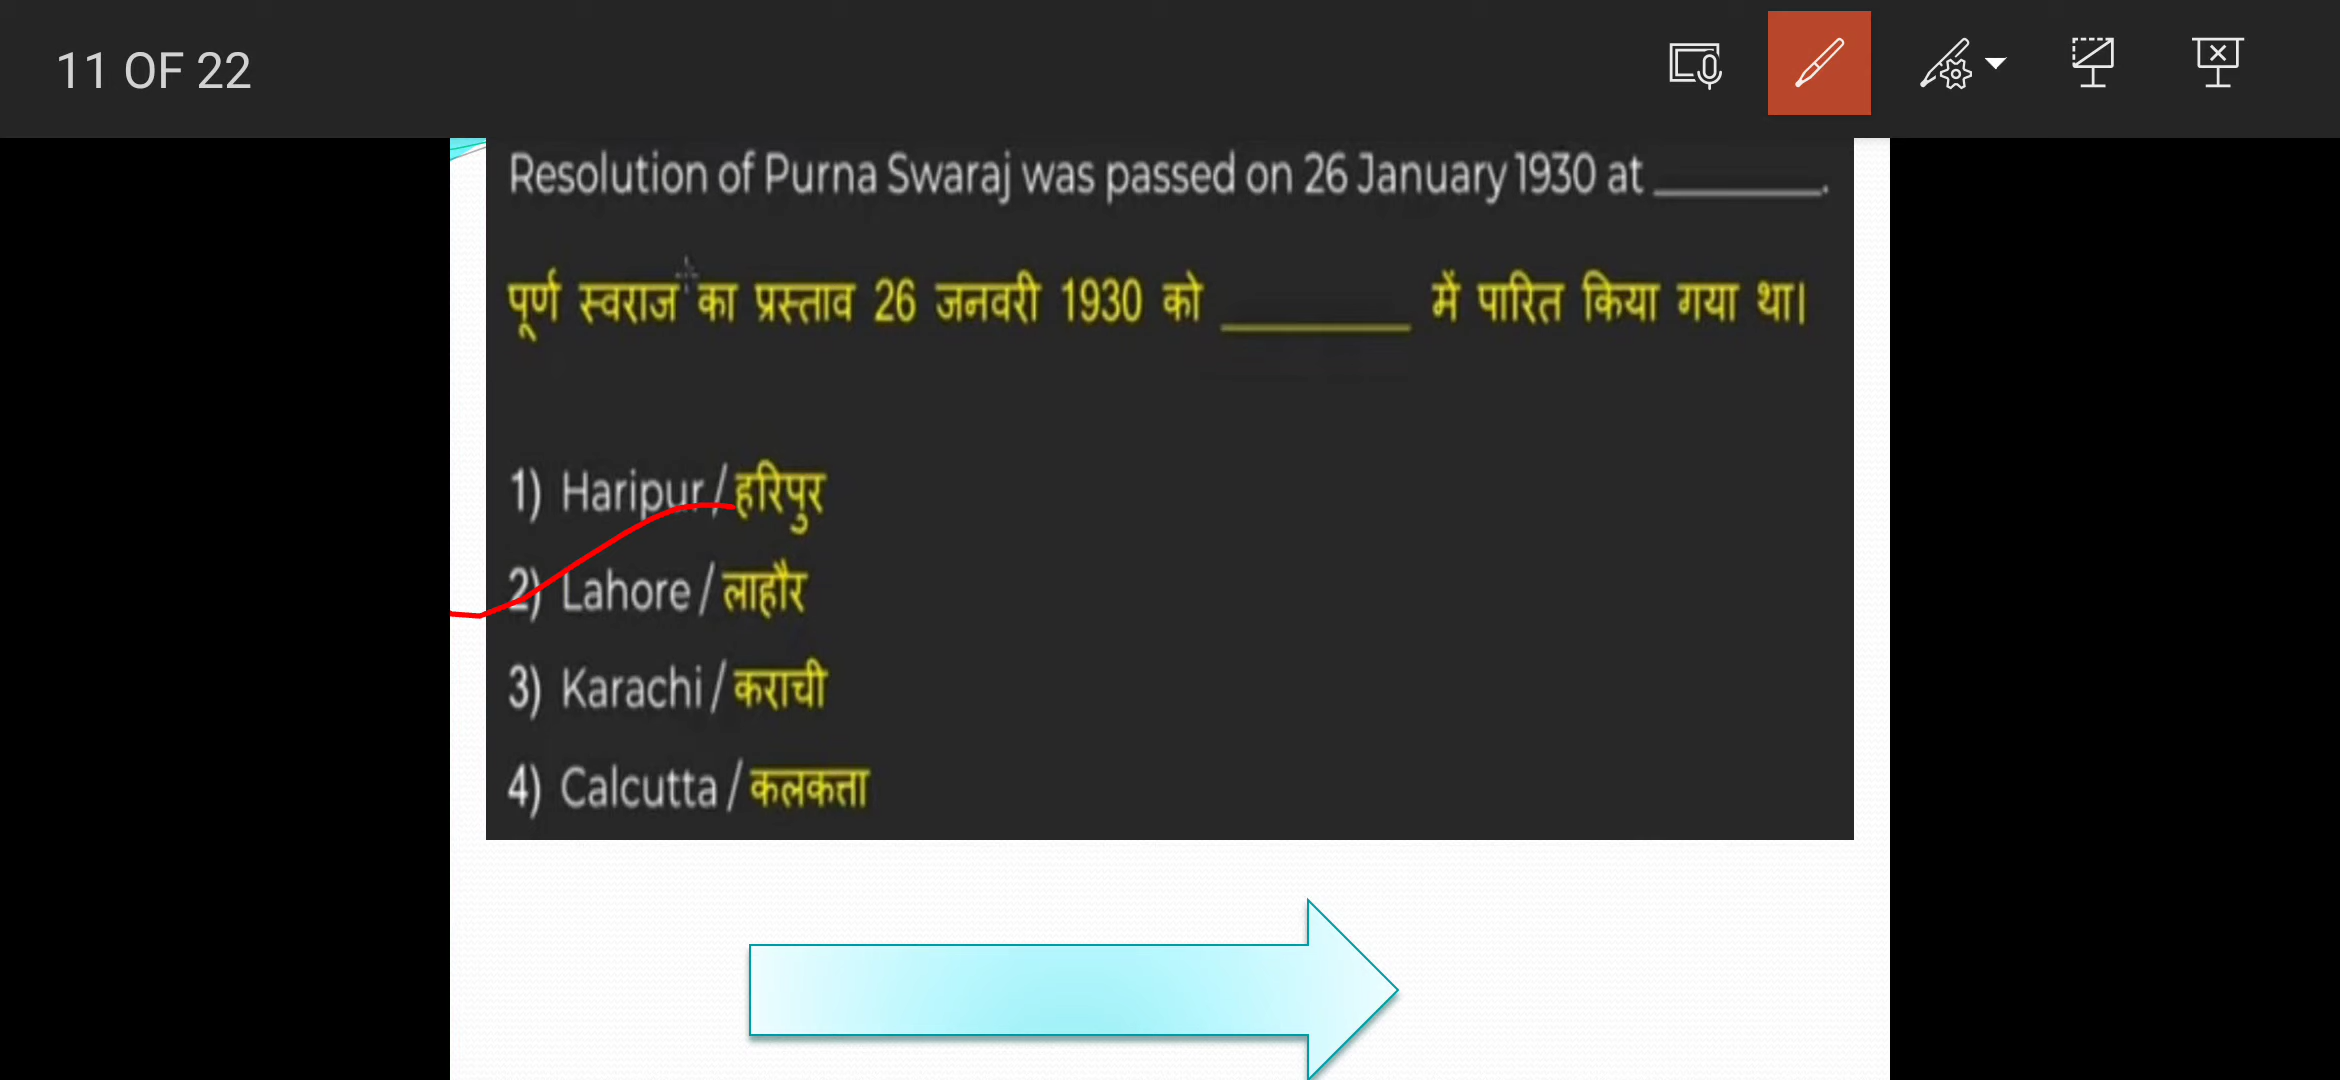 11 OF 22
Resolution of Purna Swaraj was passed on 26 January 1930 at ________.
पूर्ण स्वराज का प्रस्ताव 26 जनवरी 1930 को ________ में पारित किया गया था।
1) Haripur / हरिपुर
2) Lahore / लाहौर
3) Karachi / कराची
4) Calcutta / कलकत्ता